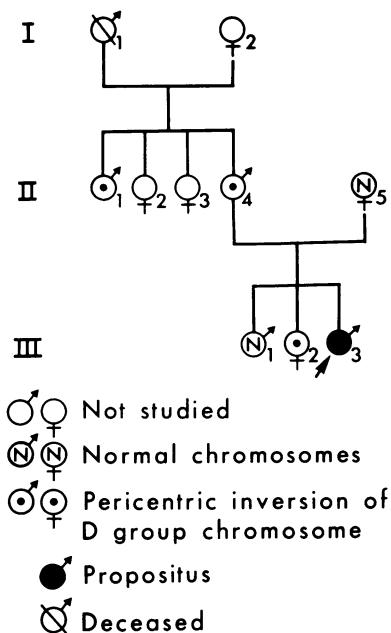 I
1 2
II
1 2 3 4 N 5
III
N 1 2 3
Not studied
N N Normal chromosomes
Pericentric inversion of
D group chromosome
Propositus
Deceased